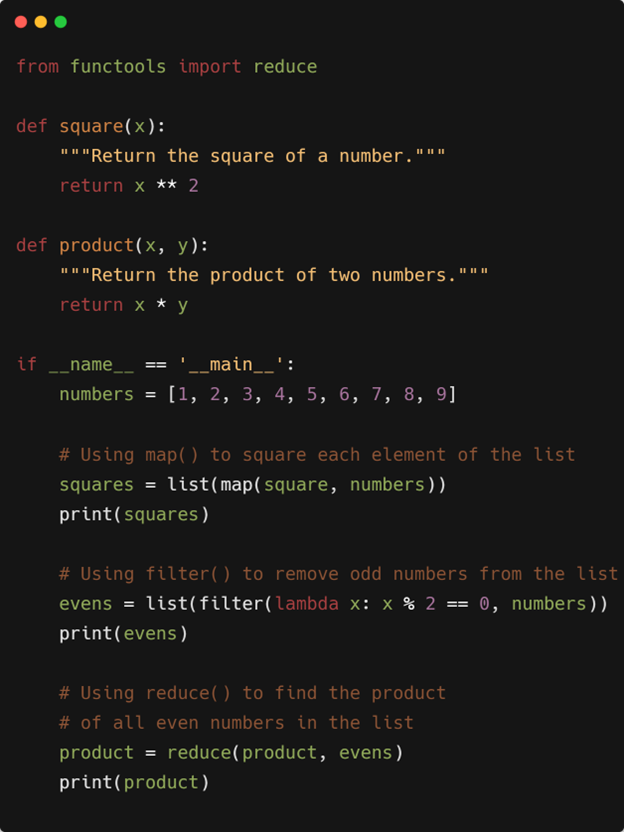 from functools import reduce

def square(x):
    """Return the square of a number."""
    return x ** 2

def product(x, y):
    """Return the product of two numbers."""
    return x * y

if __name__ == '__main__':
    numbers = [1, 2, 3, 4, 5, 6, 7, 8, 9]

    # Using map() to square each element of the list
    squares = list(map(square, numbers))
    print(squares)

    # Using filter() to remove odd numbers from the list
    evens = list(filter(lambda x: x % 2 == 0, numbers))
    print(evens)

    # Using reduce() to find the product
    # of all even numbers in the list
    product = reduce(product, evens)
    print(product)